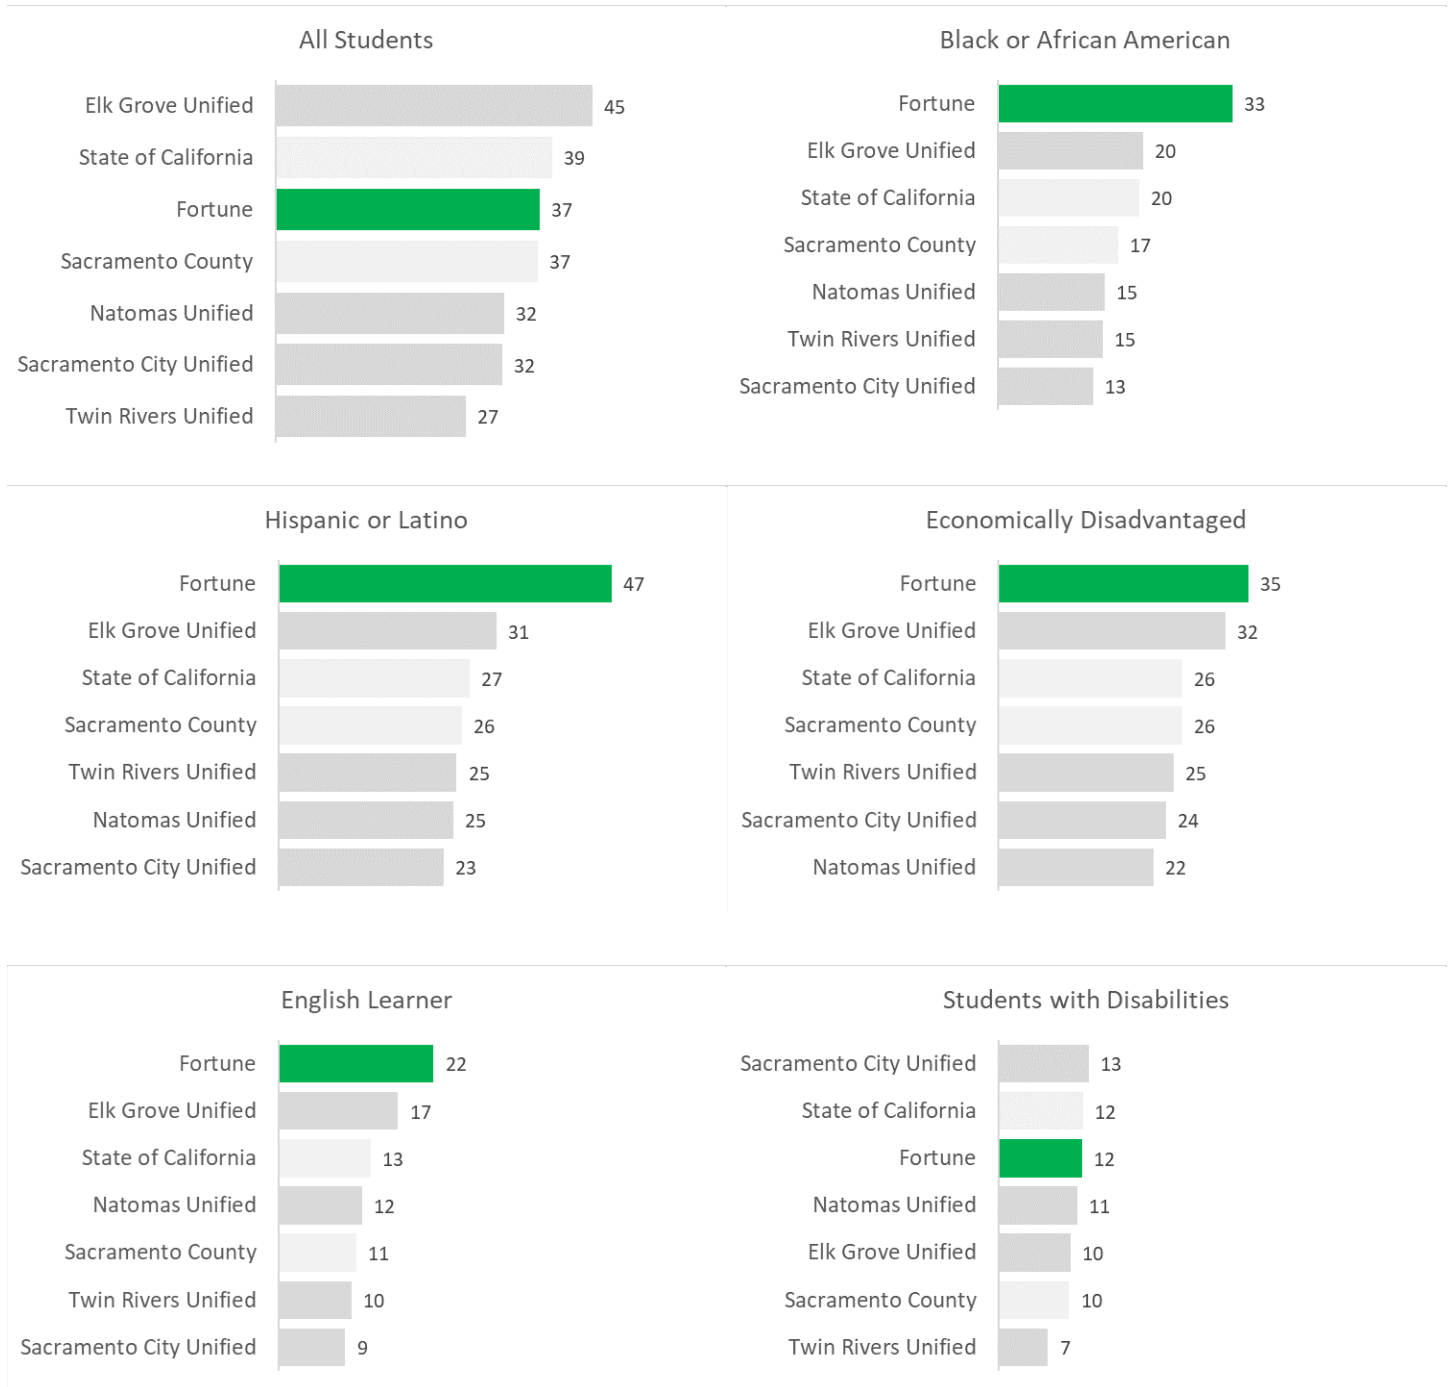 All Students
Elk Grove Unified 45
State of California 39
Fortune 37
Sacramento County 37
Natomas Unified 32
Sacramento City Unified 32
Twin Rivers Unified 27
Black or African American
Fortune 33
Elk Grove Unified 20
State of California 20
Sacramento County 17
Natomas Unified 15
Twin Rivers Unified 15
Sacramento City Unified 13
Hispanic or Latino
Fortune 47
Elk Grove Unified 31
State of California 27
Sacramento County 26
Twin Rivers Unified 25
Natomas Unified 25
Sacramento City Unified 23
Economically Disadvantaged
Fortune 35
Elk Grove Unified 32
State of California 26
Sacramento County 26
Twin Rivers Unified 25
Sacramento City Unified 24
Natomas Unified 22
English Learner
Fortune 22
Elk Grove Unified 17
State of California 13
Natomas Unified 12
Sacramento County 11
Twin Rivers Unified 10
Sacramento City Unified 9
Students with Disabilities
Sacramento City Unified 13
State of California 12
Fortune 12
Natomas Unified 11
Elk Grove Unified 10
Sacramento County 10
Twin Rivers Unified 7